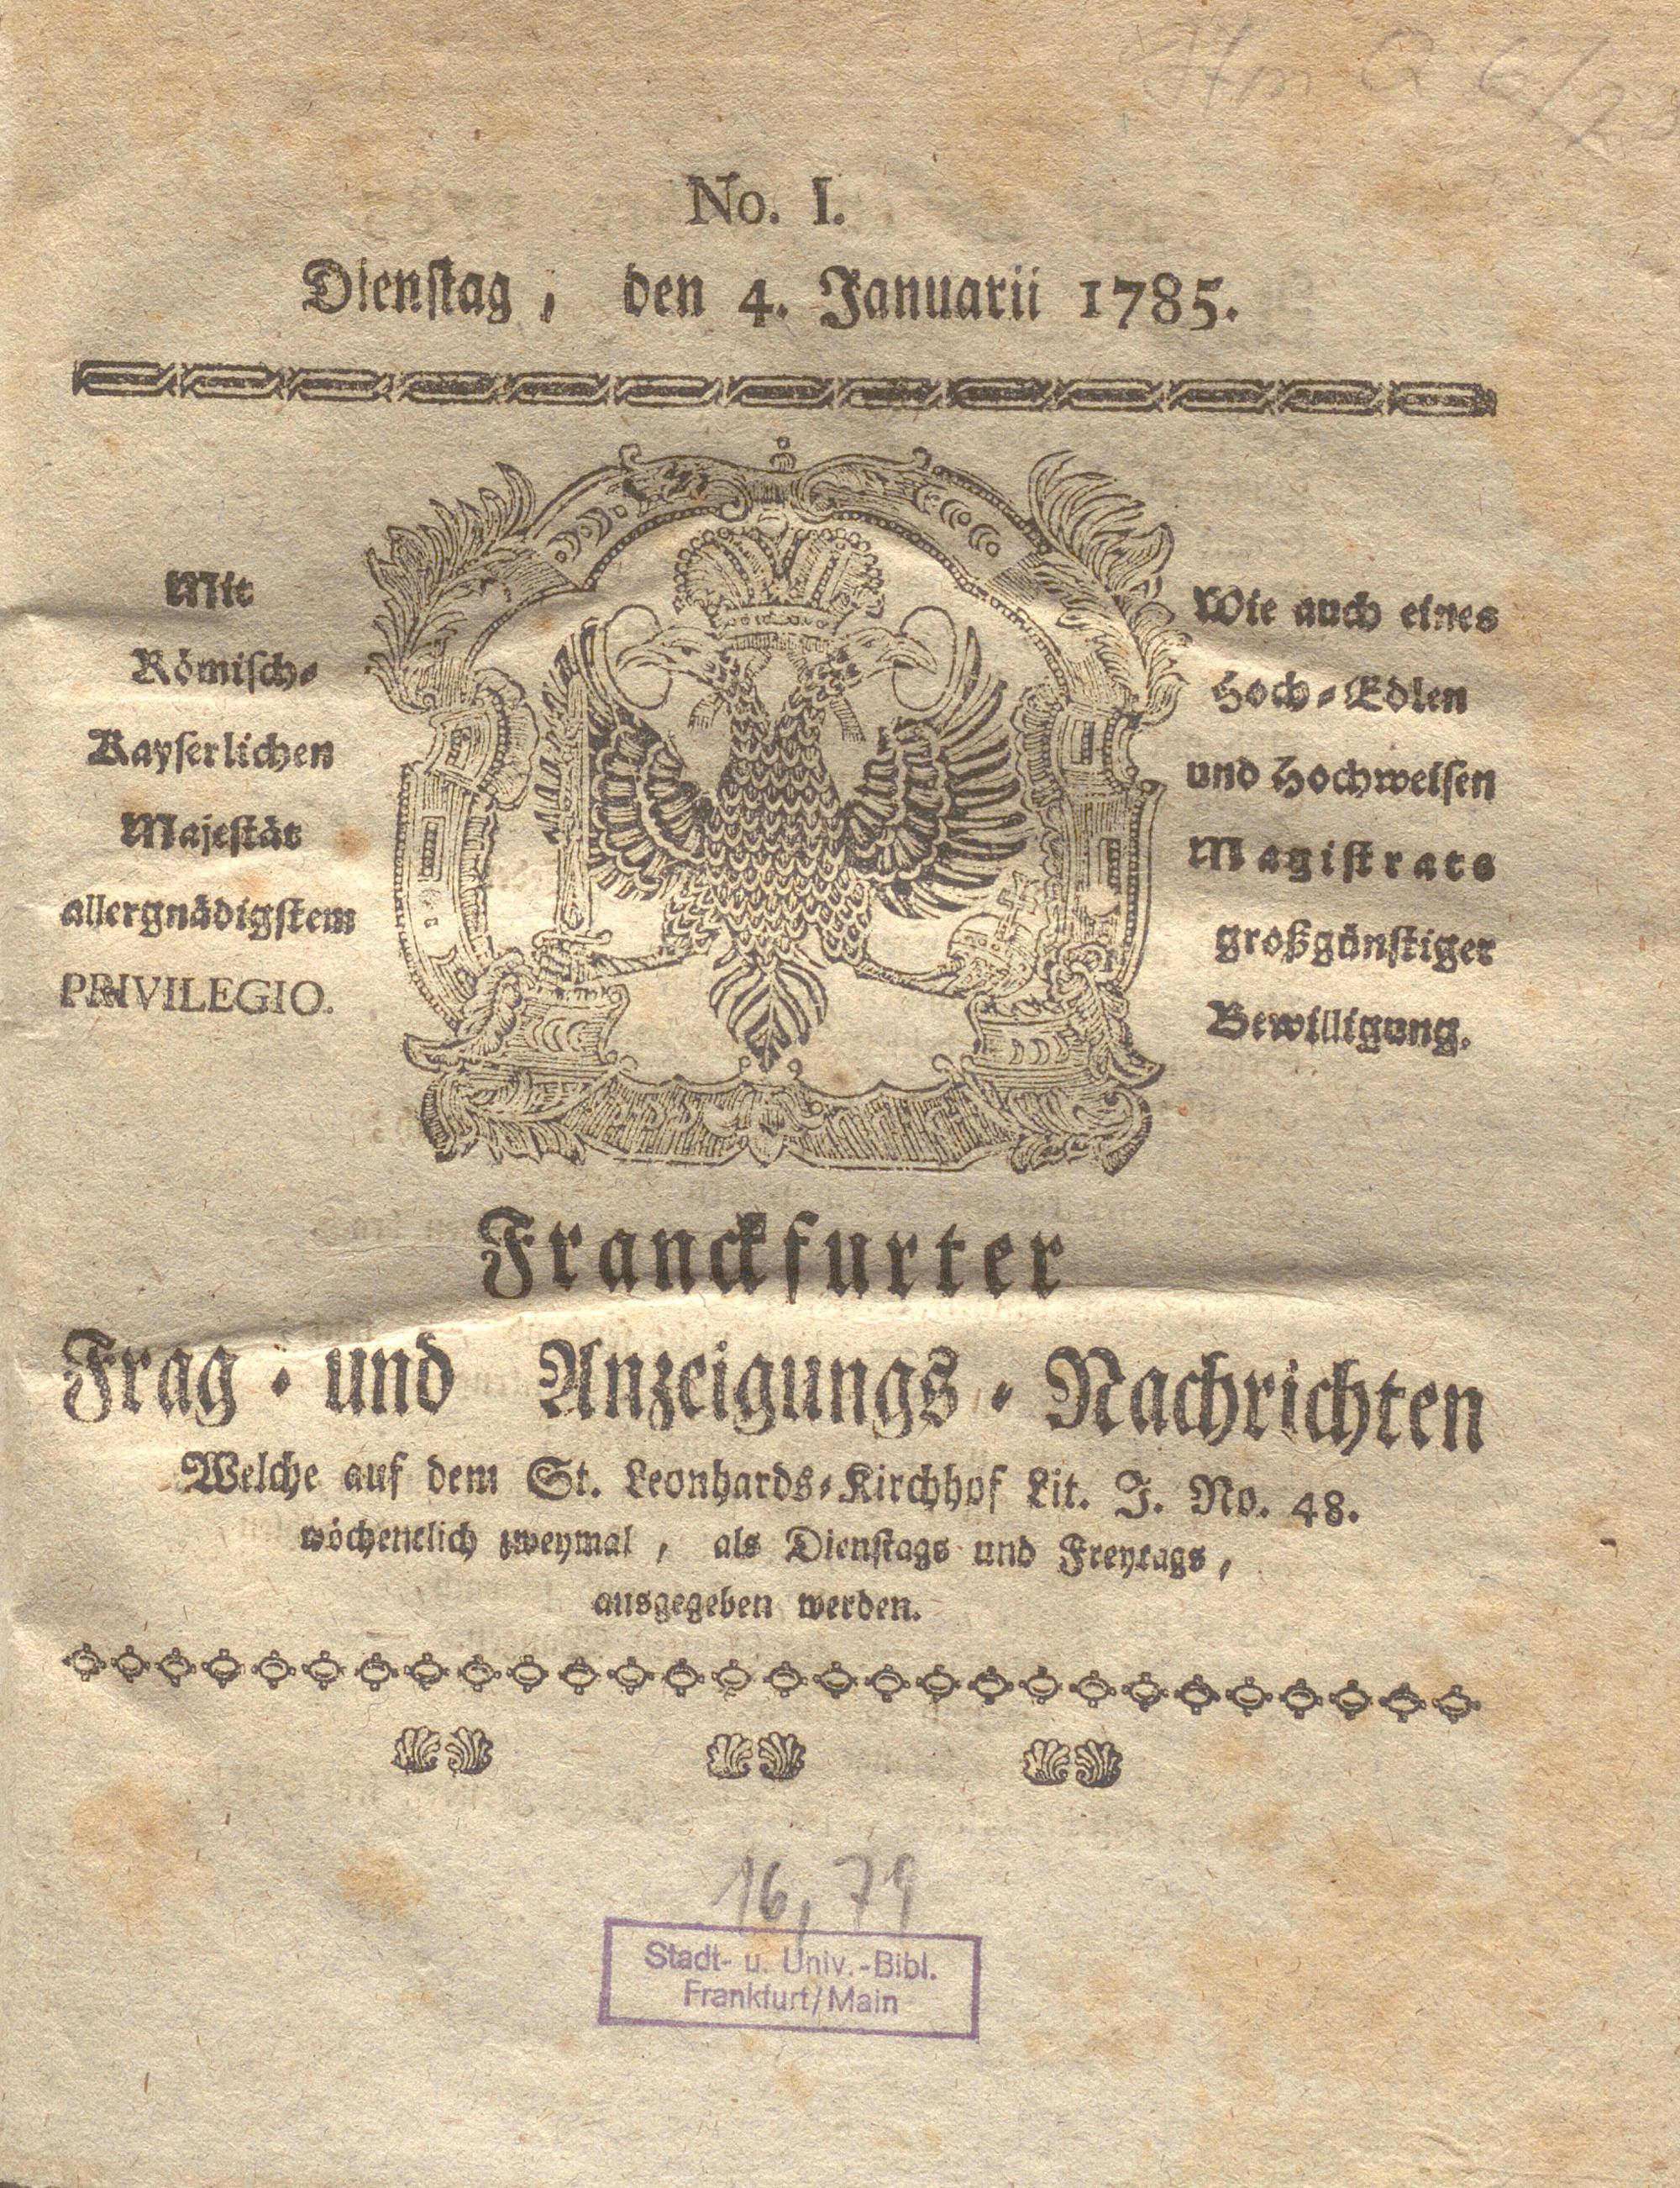 No. I.
Dienstag, den 4. Januarii 1785.
Mit
Römisch-
Kayserlichen
Majestät
allergnädigstem
PRIVILEGIO.
Wie auch eines
Hoch-Edlen
und Hochweisen
Magistrats
großgünstiger
Bewilligung.
Franckfurter
Frag- und Anzeigungs-Nachrichten
Welche auf dem St. Leonhards-Kirchhof Lit. J. No. 48.
wöchentlich zweymal, als Dienstags und Freytags,
ausgegeben werden.
16, 79
Stadt- u. Univ.-Bibl.
Frankfurt/Main